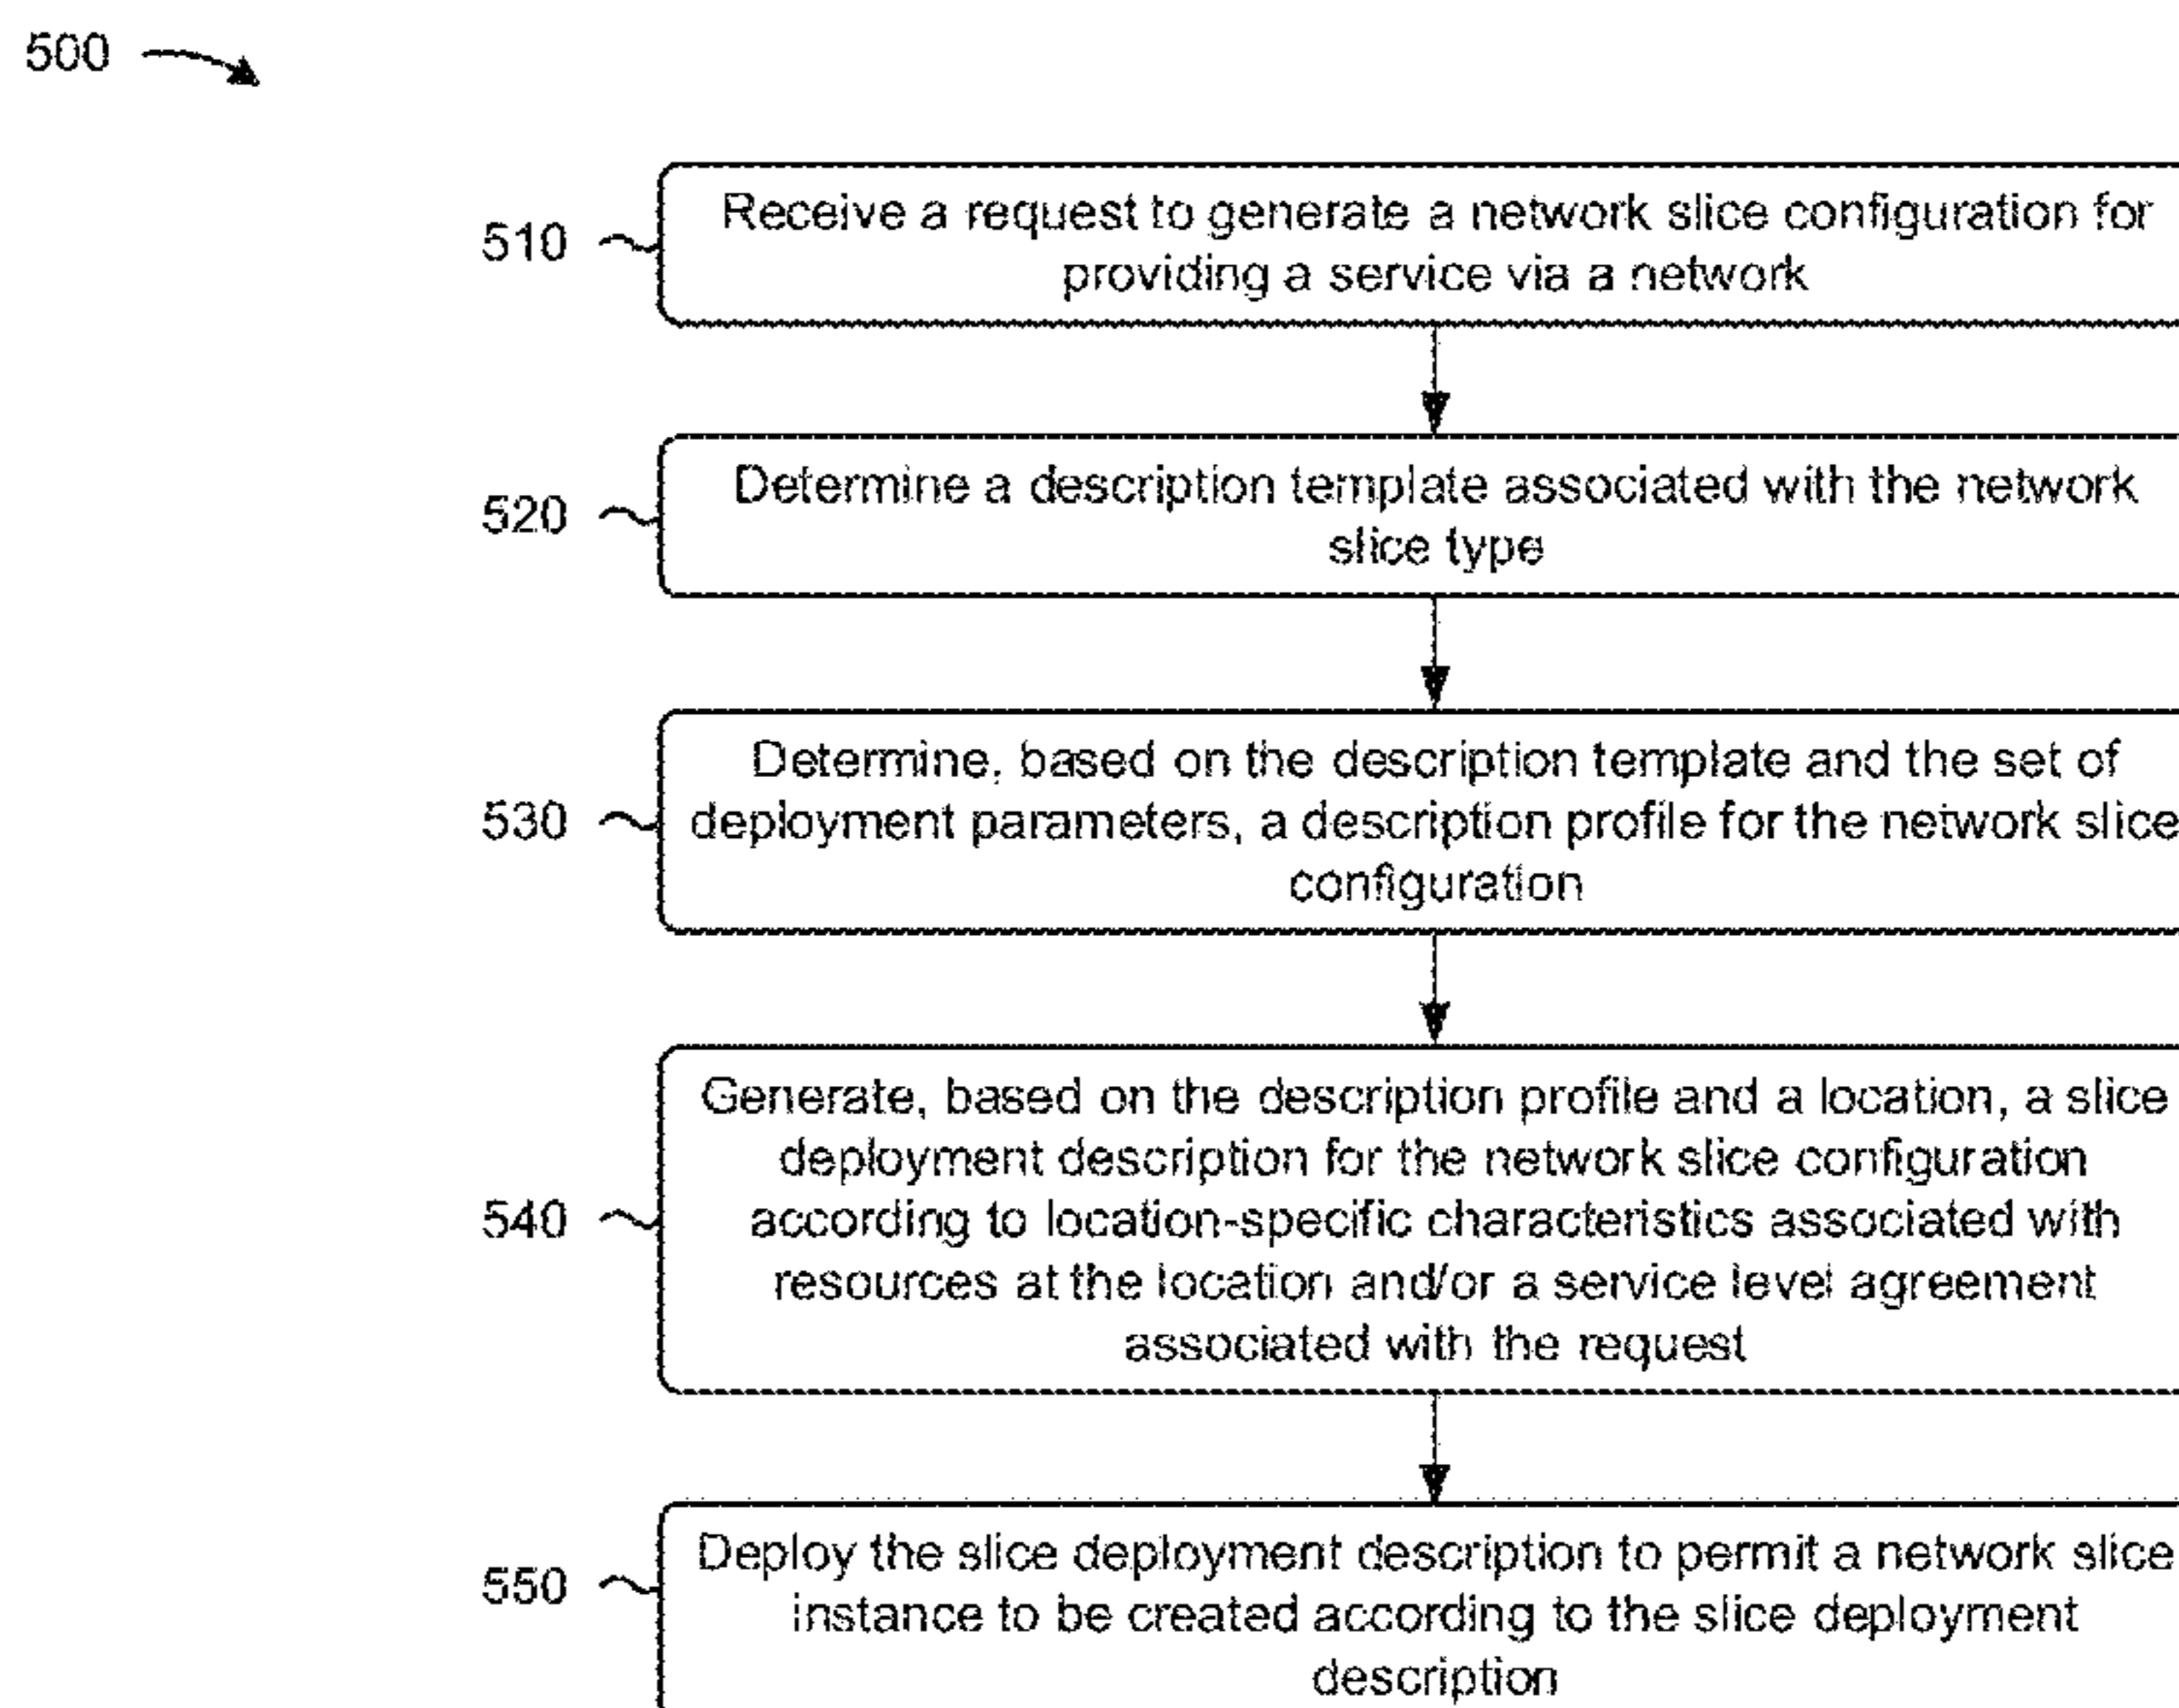 500
510
Receive a request to generate a network slice configuration for
providing a service via a network
520
Determine a description template associated with the network
slice type
530
Determine, based on the description template and the set of
deployment parameters, a description profile for the network slice
configuration
540
Generate, based on the description profile and a location, a slice
deployment description for the network slice configuration
according to location-specific characteristics associated with
resources at the location and/or a service level agreement
associated with the request
550
Deploy the slice deployment description to permit a network slice
instance to be created according to the slice deployment
description